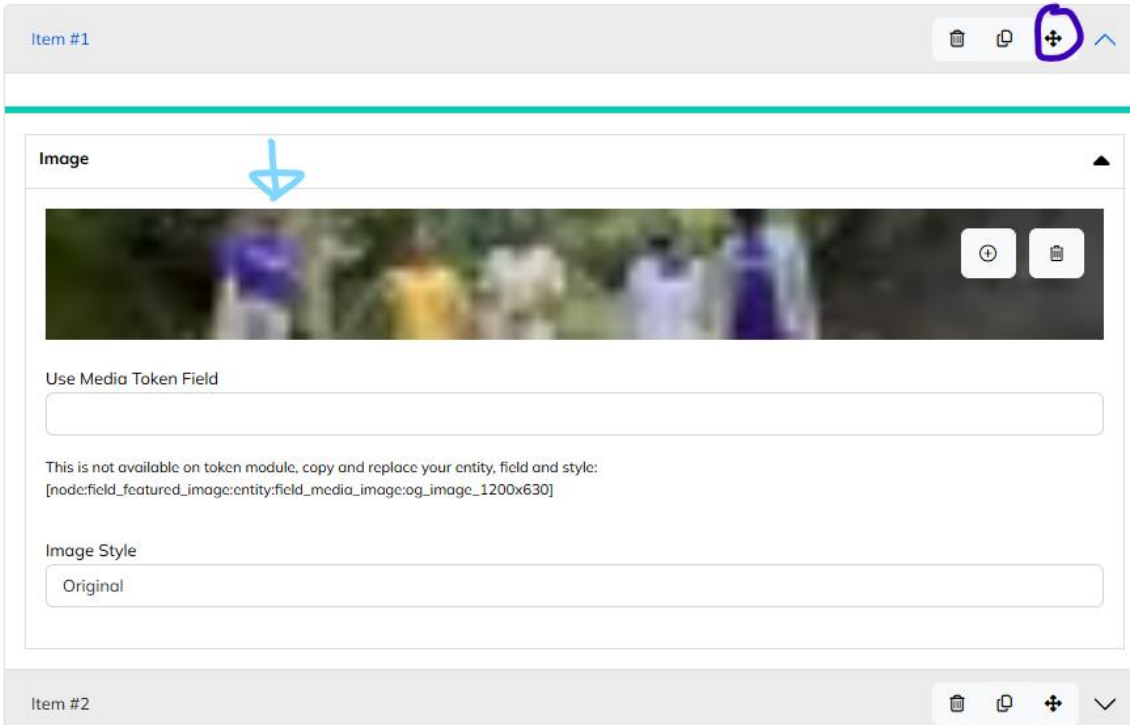 Item #1
Image
Use Media Token Field
This is not available on token module, copy and replace your entity, field and style:
[node:field_featured_image:entity:field_media_image:og_image_1200x630]
Image Style
Original
Item #2